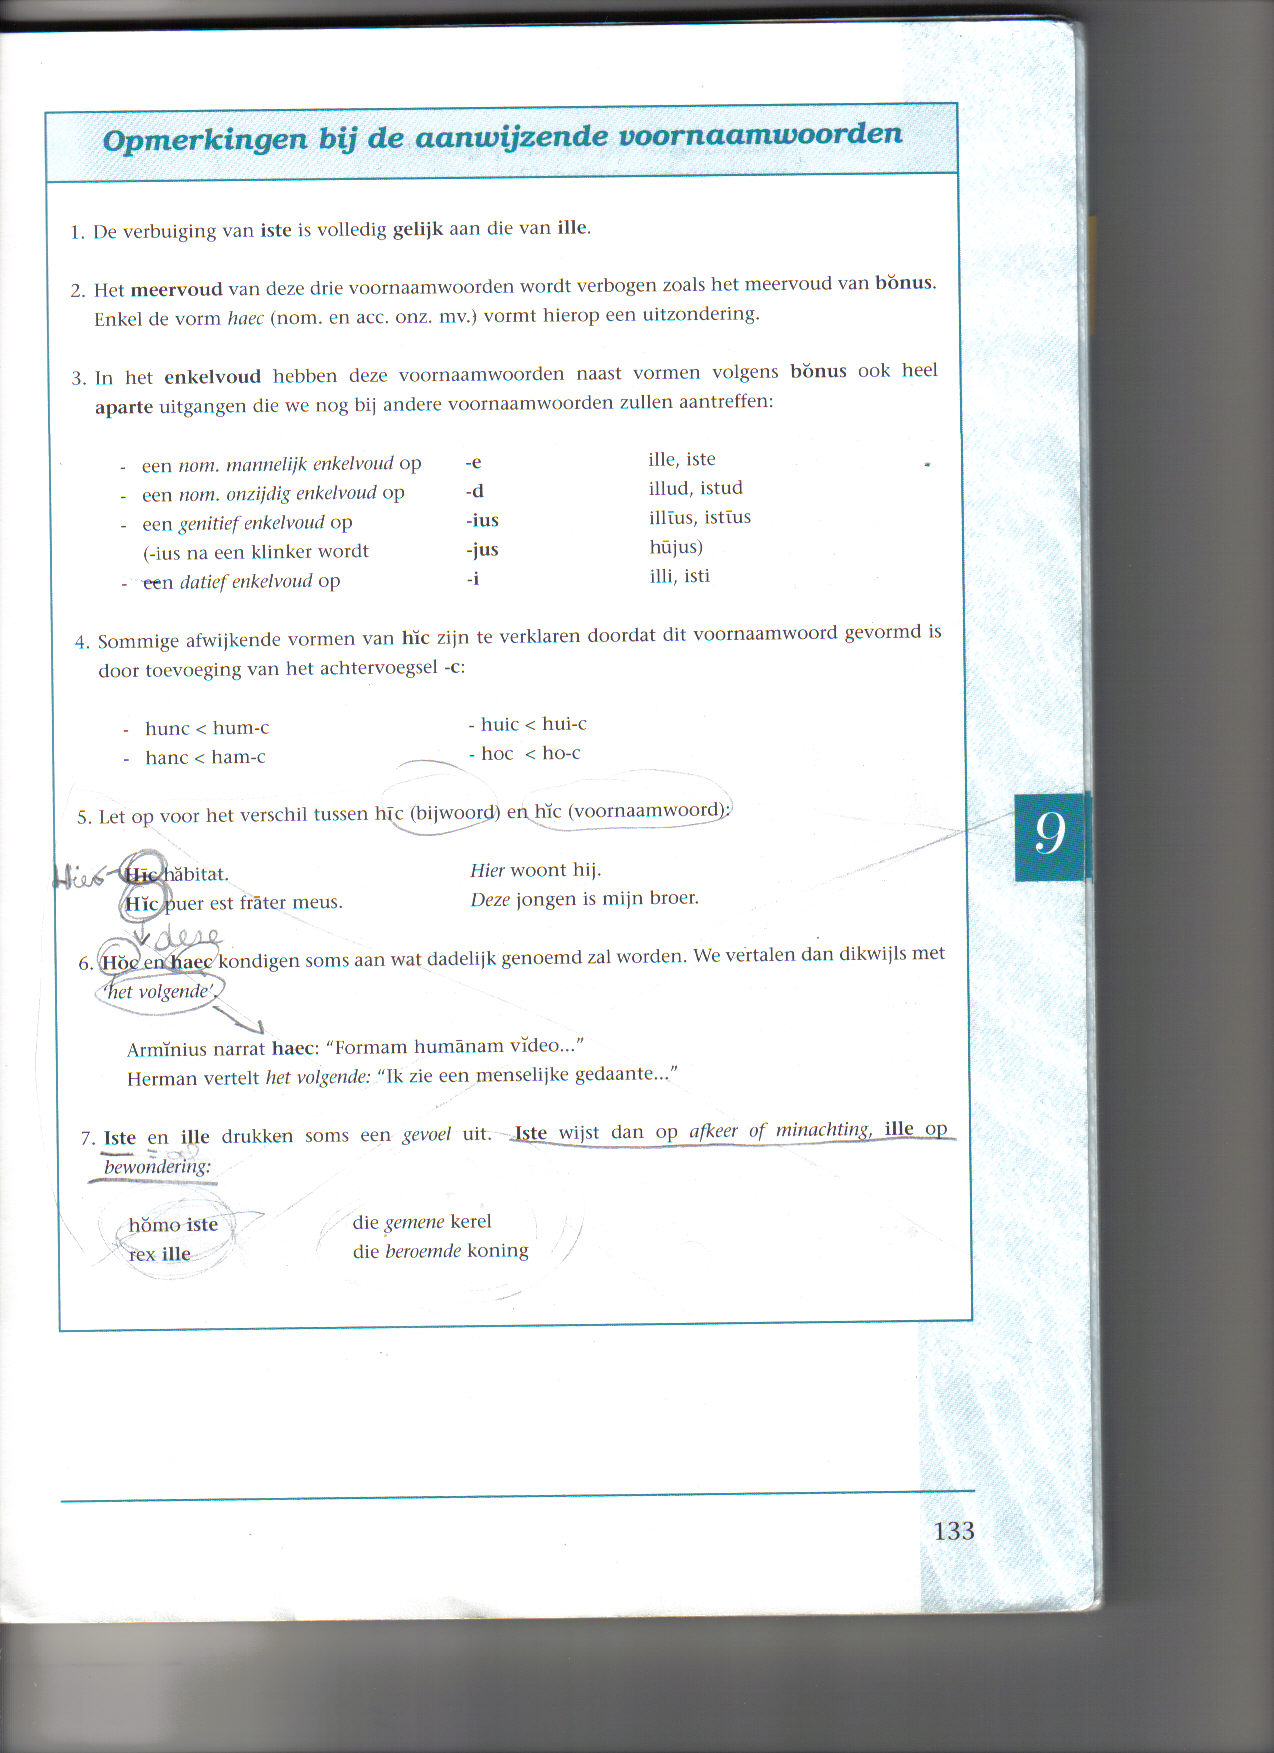 Opmerkingen bij de aanwijzende voornaamwoorden
1. De verbuiging van iste is volledig gelijk aan die van ille.
2. Het meervoud van deze drie voornaamwoorden wordt verbogen zoals het meervoud van bŏnus.
Enkel de vorm haec (nom. en acc. onz. mv.) vormt hierop een uitzondering.
3. In het enkelvoud hebben deze voornaamwoorden naast vormen volgens bŏnus ook heel
aparte uitgangen die we nog bij andere voornaamwoorden zullen aantreffen:
- een nom. mannelijk enkelvoud op -e ille, iste
- een nom. onzijdig enkelvoud op -d illud, istud
- een genitief enkelvoud op -ius illīus, istīus
(-ius na een klinker wordt -jus hūjus)
- een datief enkelvoud op -i illi, isti
4. Sommige afwijkende vormen van hĭc zijn te verklaren doordat dit voornaamwoord gevormd is
door toevoeging van het achtervoegsel -c:
- hunc < hum-c - huic < hui-c
- hanc < ham-c - hoc < ho-c
5. Let op voor het verschil tussen hīc (bijwoord) en hĭc (voornaamwoord):
Hier Hīc hăbitat. Hier woont hij.
Hĭc puer est frāter meus. Deze jongen is mijn broer.
deze
6. Hŏc en haec kondigen soms aan wat dadelijk genoemd zal worden. We vertalen dan dikwijls met
'het volgende'.
Armĭnius narrat haec: “Formam humānam vĭdeo...”
Herman vertelt het volgende: “Ik zie een menselijke gedaante...”
7. Iste en ille drukken soms een gevoel uit. Iste wijst dan op afkeer of minachting, ille op
bewondering:
hŏmo iste die gemene kerel
rex ille die beroemde koning
9
133